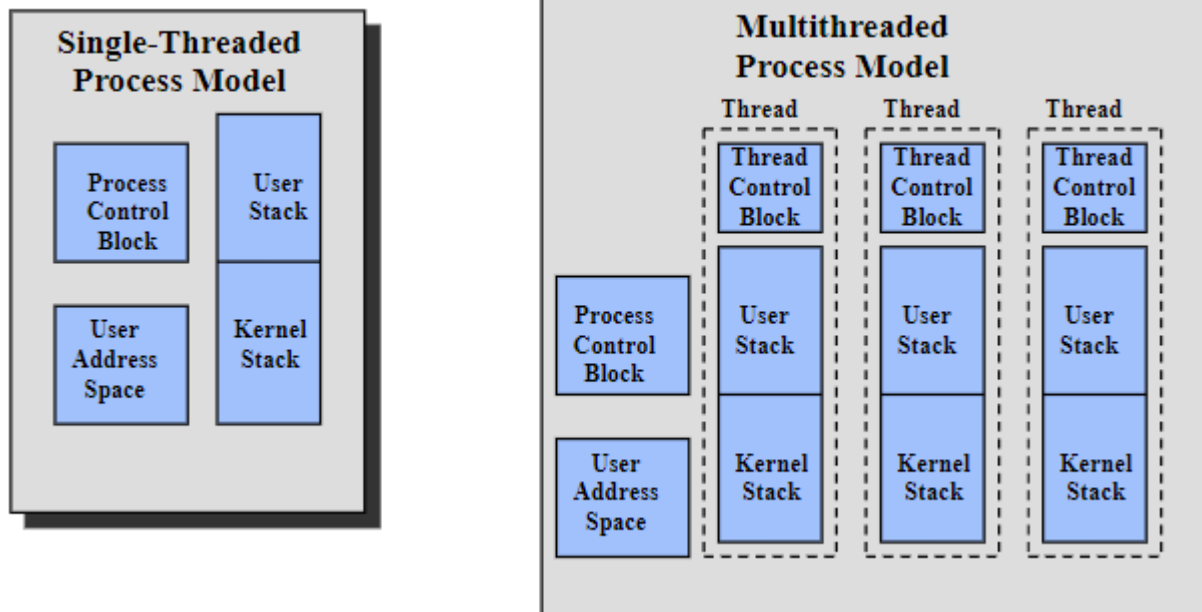 Single-Threaded
Process Model
Process
Control
Block
User
Stack
User
Address
Space
Kernel
Stack
Multithreaded
Process Model
Thread
Thread
Thread
Thread
Control
Block
Thread
Control
Block
Thread
Control
Block
Process
Control
Block
User
Stack
User
Stack
User
Stack
User
Address
Space
Kernel
Stack
Kernel
Stack
Kernel
Stack